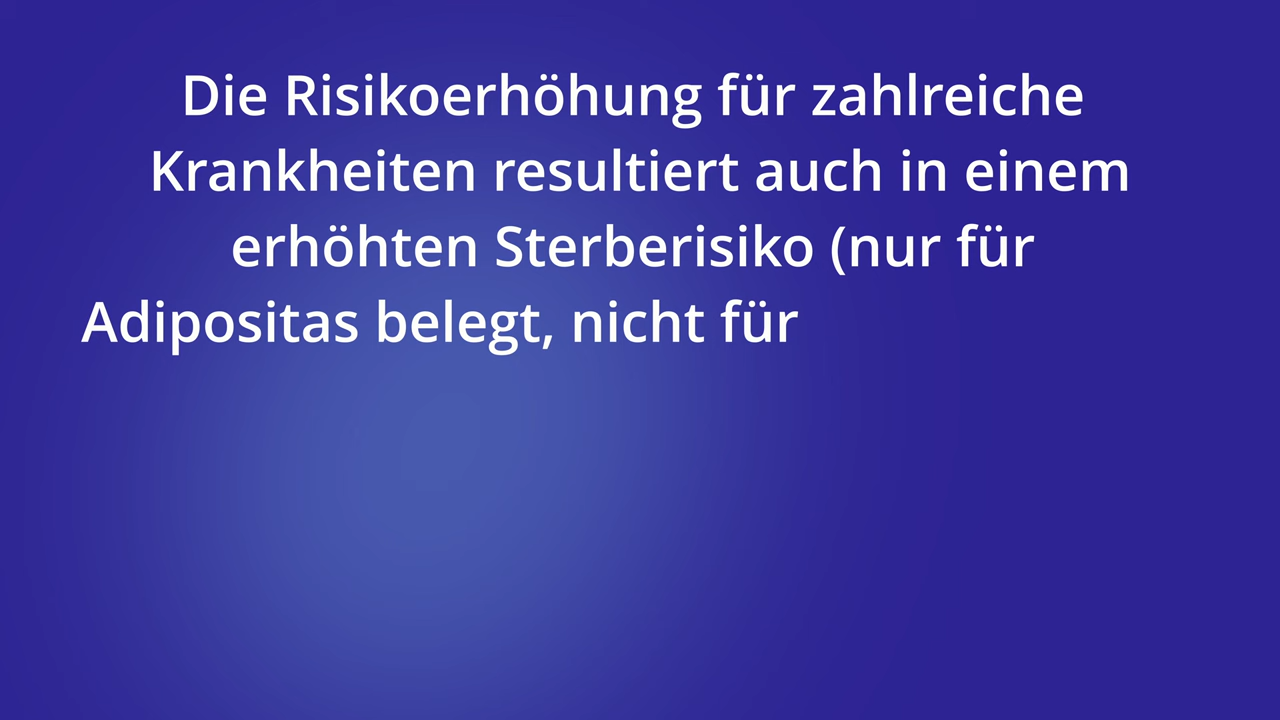 Die Risikoerhöhung für zahlreiche
Krankheiten resultiert auch in einem
erhöhten Sterberisiko (nur für
Adipositas belegt, nicht für